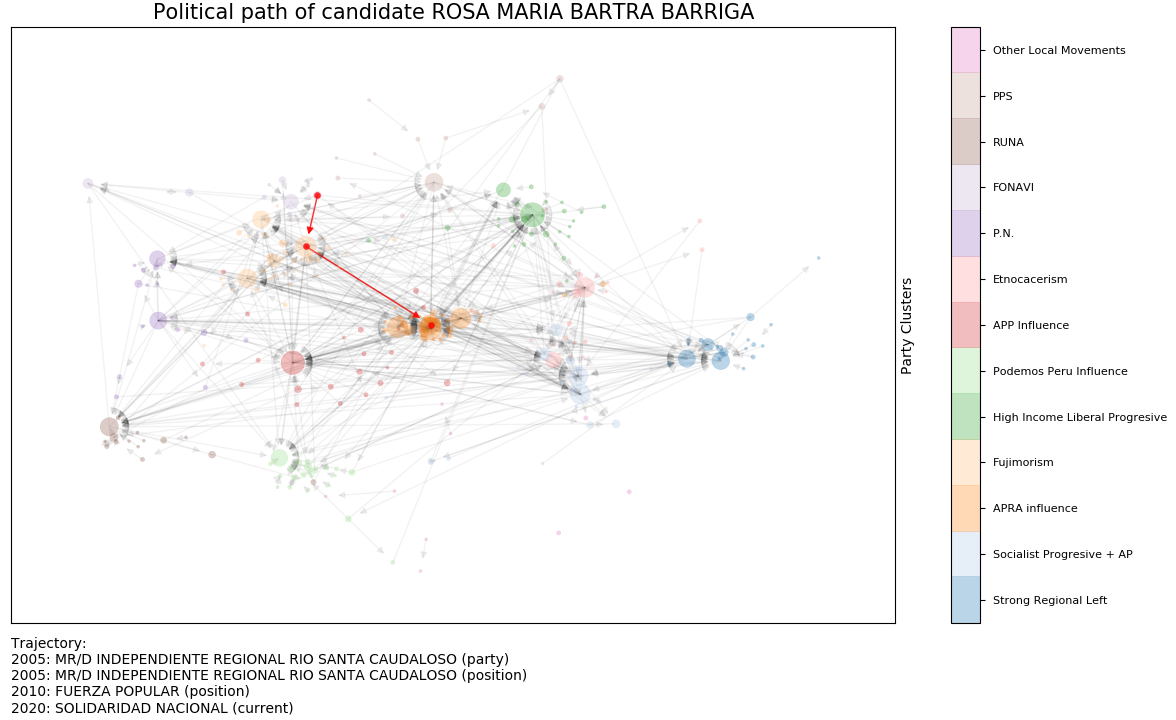 Political path of candidate ROSA MARIA BARTRA BARRIGA
Other Local Movements
PPS
RUNA
FONAVI
P.N.
Etnocacerism
APP Influence
Podemos Peru Influence
High Income Liberal Progresive
Fujimorism
APRA influence
Socialist Progresive + AP
Strong Regional Left
Party Clusters
Trajectory:
2005: MR/D INDEPENDIENTE REGIONAL RIO SANTA CAUDALOSO (party)
2005: MR/D INDEPENDIENTE REGIONAL RIO SANTA CAUDALOSO (position)
2010: FUERZA POPULAR (position)
2020: SOLIDARIDAD NACIONAL (current)